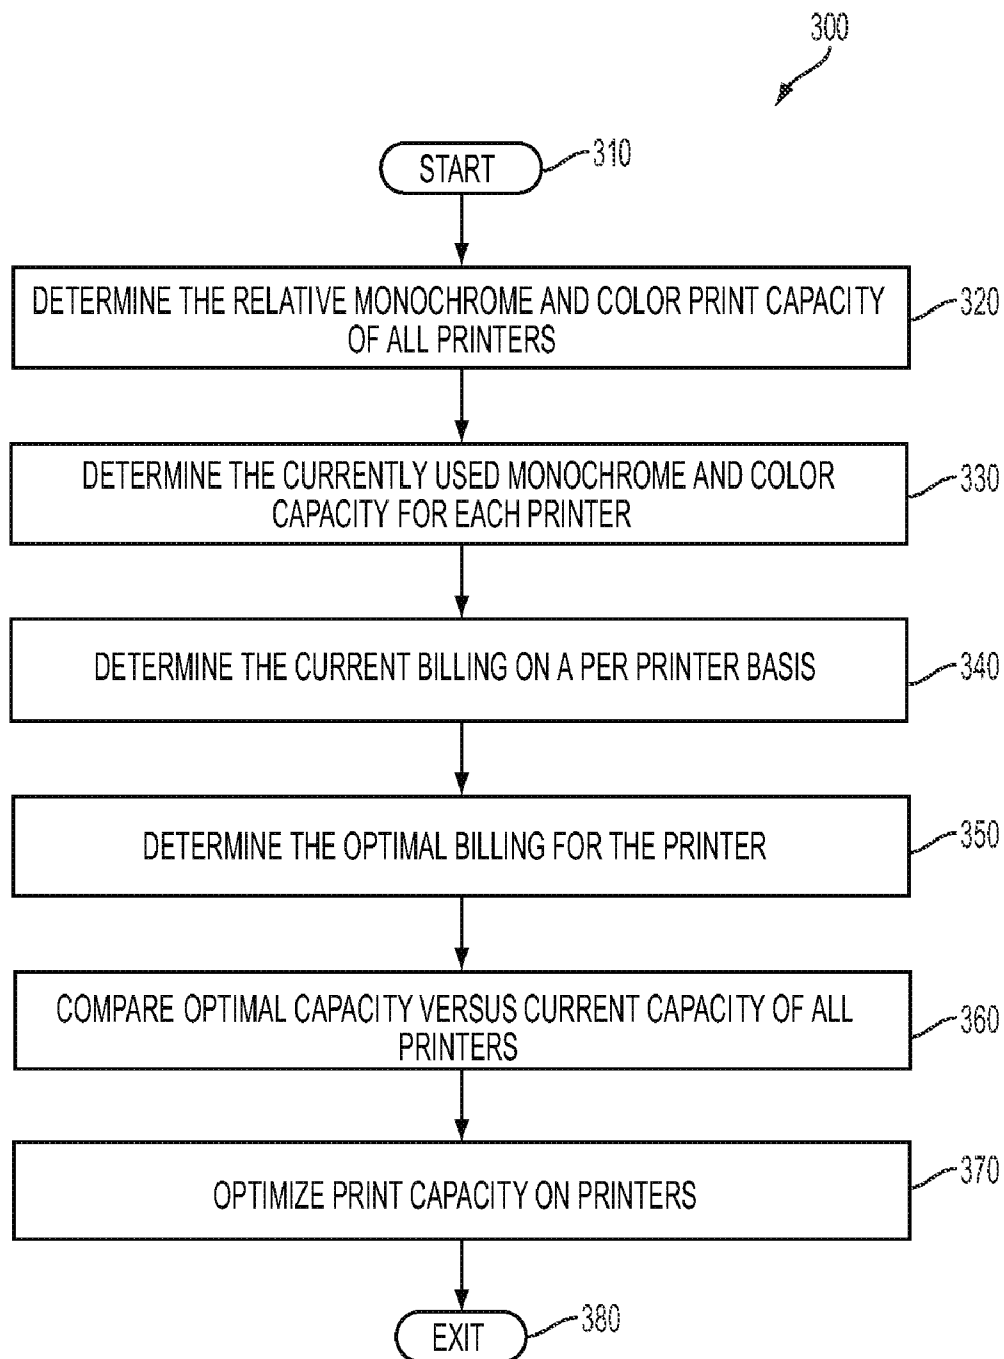 300
START
310
DETERMINE THE RELATIVE MONOCHROME AND COLOR PRINT CAPACITY
OF ALL PRINTERS
320
DETERMINE THE CURRENTLY USED MONOCHROME AND COLOR
CAPACITY FOR EACH PRINTER
330
DETERMINE THE CURRENT BILLING ON A PER PRINTER BASIS
340
DETERMINE THE OPTIMAL BILLING FOR THE PRINTER
350
COMPARE OPTIMAL CAPACITY VERSUS CURRENT CAPACITY OF ALL
PRINTERS
360
OPTIMIZE PRINT CAPACITY ON PRINTERS
370
EXIT
380